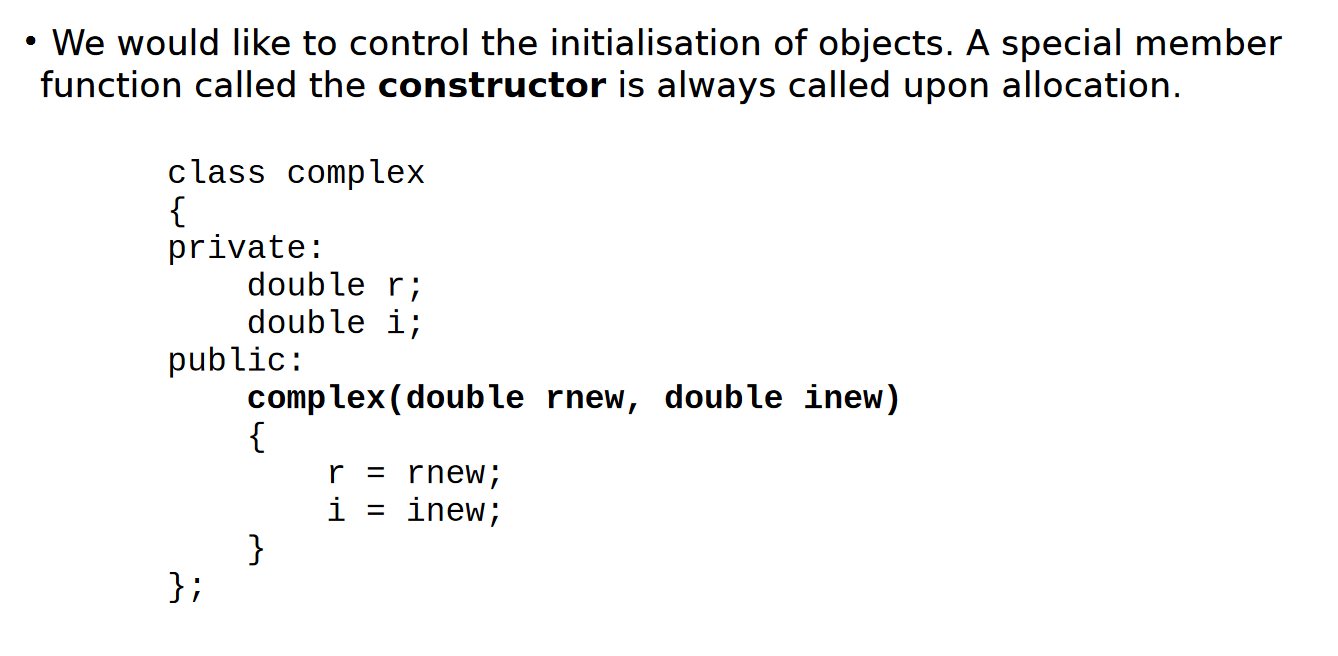 • We would like to control the initialisation of objects. A special member
function called the constructor is always called upon allocation.
class complex
{
private:
    double r;
    double i;
public:
    complex(double rnew, double inew)
    {
        r = rnew;
        i = inew;
    }
};